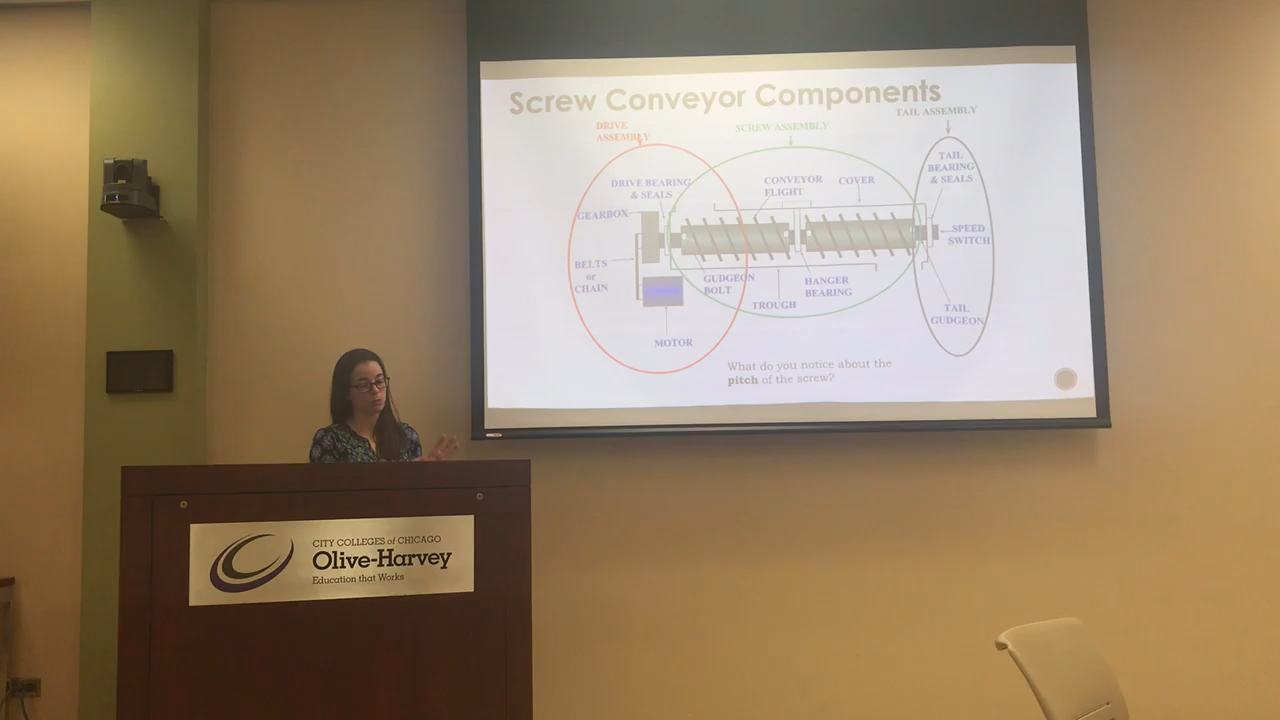 Screw Conveyor Components
DRIVE
ASSEMBLY
SCREW ASSEMBLY
TAIL ASSEMBLY
DRIVE BEARING
& SEALS
CONVEYOR
FLIGHT
COVER
TAIL
BEARING
& SEALS
GEARBOX
SPEED
SWITCH
BELTS
or
CHAIN
GUDGEON
BOLT
HANGER
BEARING
TROUGH
TAIL
GUDGEON
MOTOR
What do you notice about the
pitch of the screw?
CITY COLLEGES of CHICAGO
Olive-Harvey
Education that Works